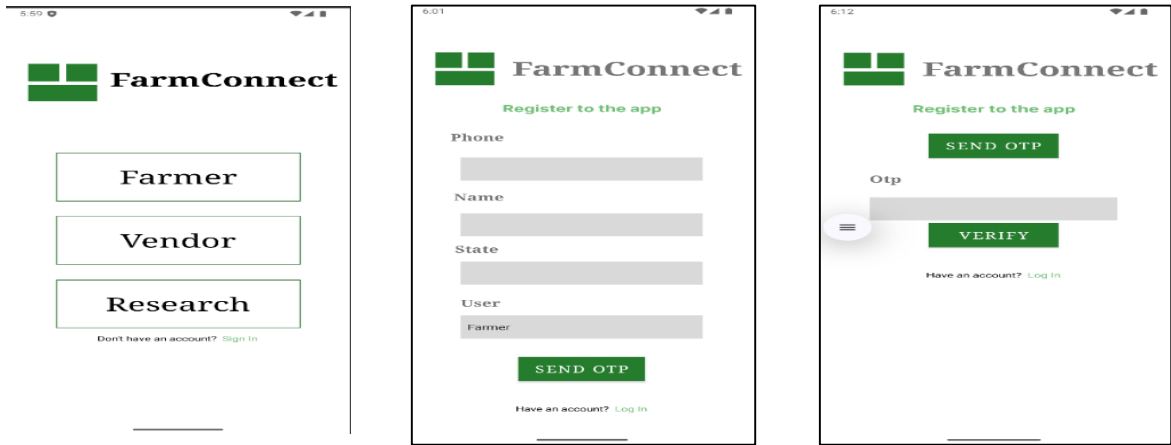 5:59
FarmConnect
Farmer
Vendor
Research
Don't have an account? Sign In
6:01
FarmConnect
Register to the app
Phone
Name
State
User
Farmer
SEND OTP
Have an account? Log In
6:12
FarmConnect
Register to the app
SEND OTP
Otp
VERIFY
Have an account? Log In